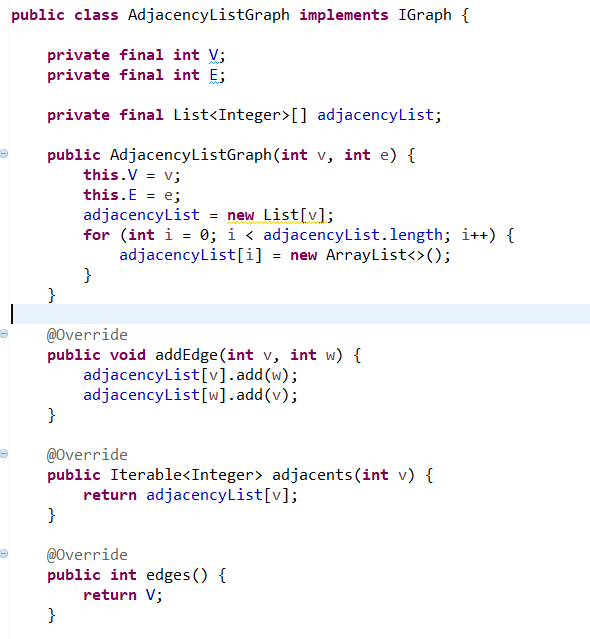 public class AdjacencyListGraph implements IGraph {
private final int V;
private final int E;
private final List<Integer>[] adjacencyList;
public AdjacencyListGraph(int v, int e) {
this.V = v;
this.E = e;
adjacencyList = new List[v];
for (int i = 0; i < adjacencyList.length; i++) {
adjacencyList[i] = new ArrayList<>();
}
}
@Override
public void addEdge(int v, int w) {
adjacencyList[v].add(w);
adjacencyList[w].add(v);
}
@Override
public Iterable<Integer> adjacents(int v) {
return adjacencyList[v];
}
@Override
public int edges() {
return V;
}